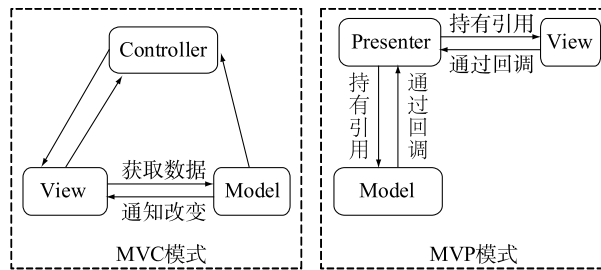 Controller
获取数据
View
Model
通知改变
MVC模式
Presenter
持有引用
View
通过回调
持有引用
通过回调
Model
MVP模式